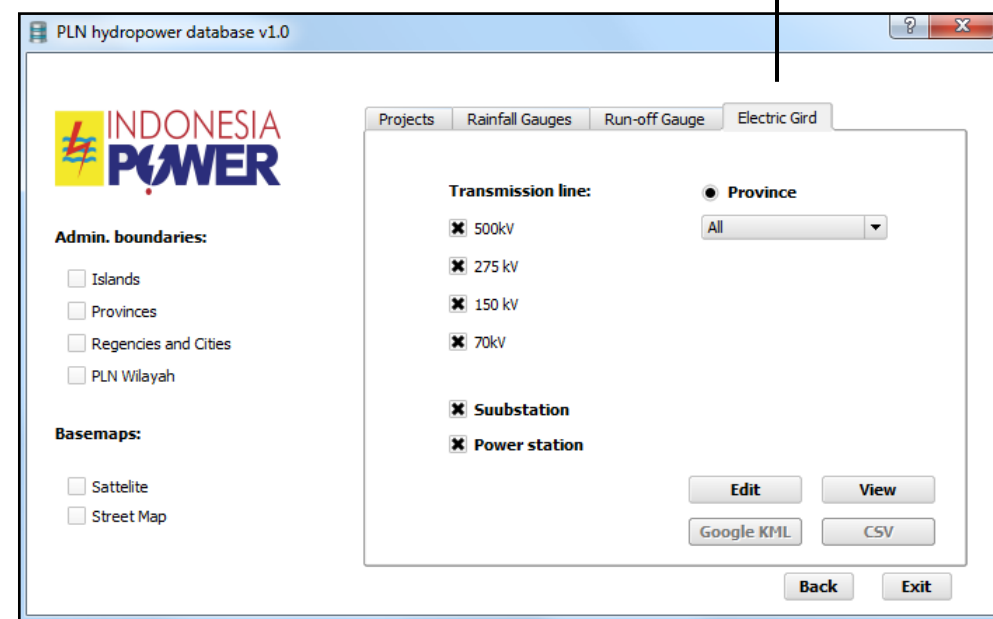 PLN hydropower database v1.0
?
INDONESIA
POWER
Projects
Rainfall Gauges
Run-off Gauge
Electric Gird
Transmission line:
Province
500kV
All
275 kV
150 kV
70kV
Suubstation
Power station
Admin. boundaries:
Islands
Provinces
Regencies and Cities
PLN Wilayah
Basemaps:
Sattelite
Street Map
Edit
View
Google KML
CSV
Back
Exit